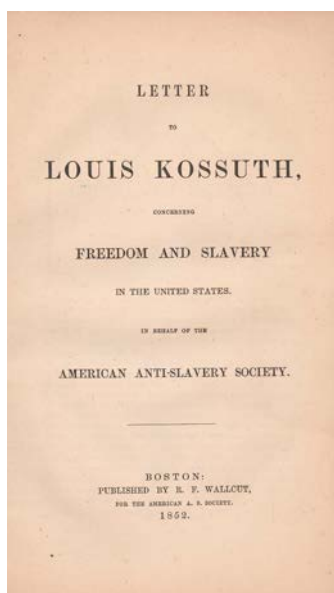 LETTER
TO
LOUIS KOSSUTH,
CONCERNING
FREEDOM AND SLAVERY
IN THE UNITED STATES.
IN BEHALF OF THE
AMERICAN ANTI-SLAVERY SOCIETY.
BOSTON:
PUBLISHED BY R. F. WALLCUT,
FOR THE AMERICAN A. S. SOCIETY.
1852.